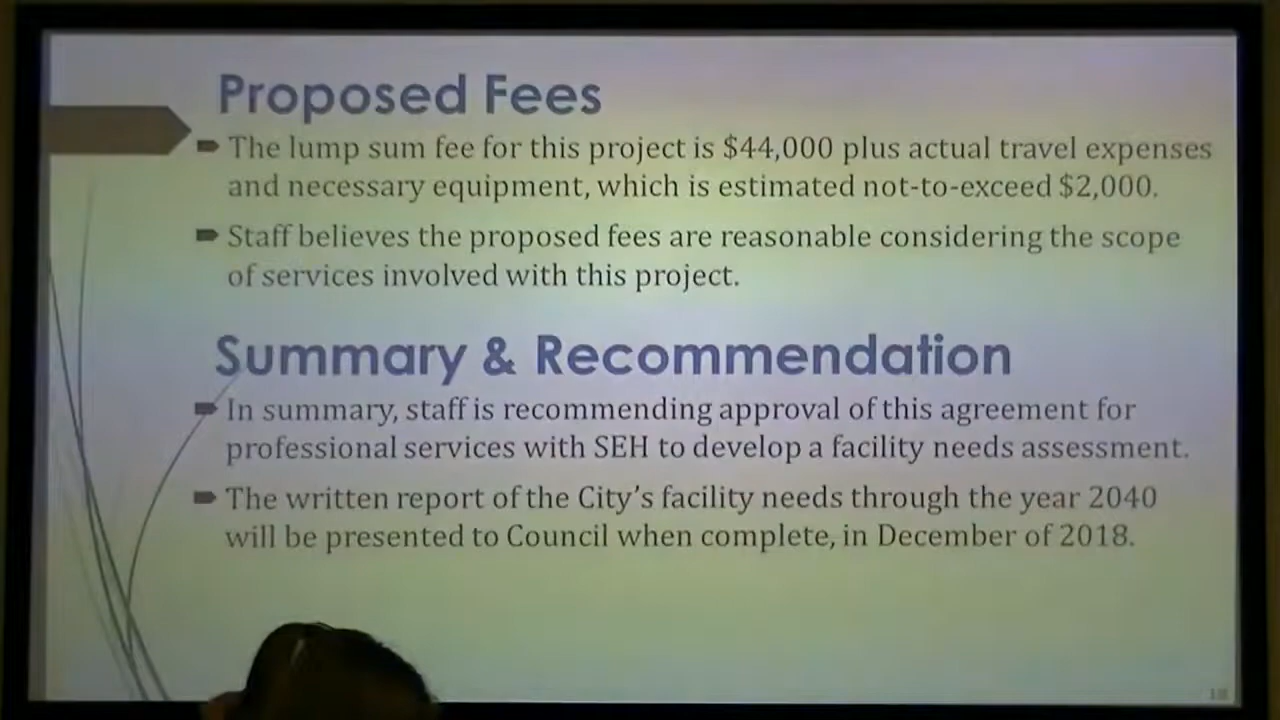 Proposed Fees
The lump sum fee for this project is $44,000 plus actual travel expenses
and necessary equipment, which is estimated not-to-exceed $2,000.
Staff believes the proposed fees are reasonable considering the scope
of services involved with this project.
Summary & Recommendation
In summary, staff is recommending approval of this agreement for
professional services with SEH to develop a facility needs assessment.
The written report of the City's facility needs through the year 2040
will be presented to Council when complete, in December of 2018.